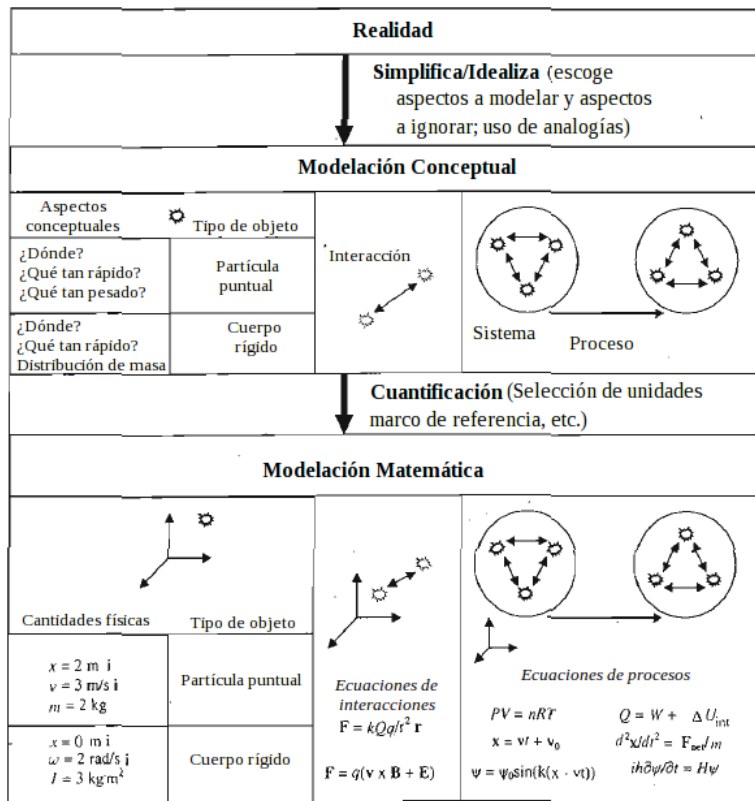 Realidad
Simplifica/Idealiza (escoge
aspectos a modelar y aspectos
a ignorar; uso de analogías)
Modelación Conceptual
Aspectos
conceptuales
Tipo de objeto
¿Dónde?
¿Qué tan rápido?
¿Qué tan pesado?
Partícula
puntual
¿Dónde?
¿Qué tan rápido?
Distribución de masa
Cuerpo
rígido
Interacción
Sistema
Proceso
Cuantificación (Selección de unidades
marco de referencia, etc.)
Modelación Matemática
Cantidades físicas
Tipo de objeto
x = 2 m i
v = 3 m/s i
m = 2 kg
Partícula puntual
x = 0 m i
ω = 2 rad/s j
I = 3 kg m²
Cuerpo rígido
Ecuaciones de
interacciones
F = kQq/r² r
F = q(v x B + E)
Ecuaciones de procesos
PV = nRT
Q = W + Δ U_int
x = vt + v₀
d²x/dt² = F_net/m
ψ = ψ₀sin(k(x - vt))
iħ∂ψ/∂t = Hψ